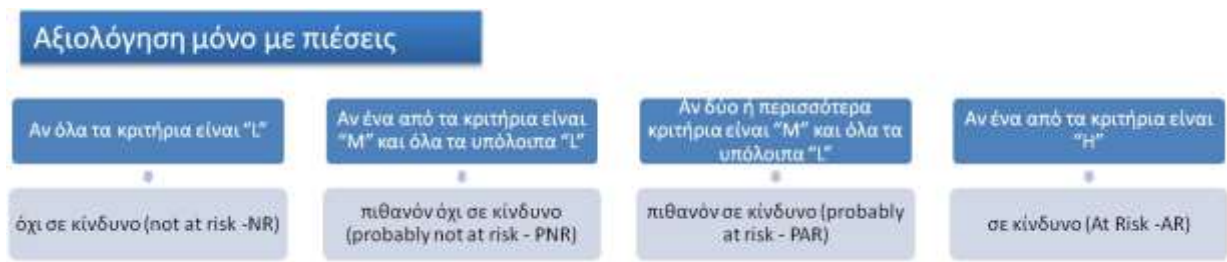 Αξιολόγηση μόνο με πιέσεις
Αν όλα τα κριτήρια είναι "L"
όχι σε κίνδυνο (not at risk -NR)
Αν ένα από τα κριτήρια είναι
"M" και όλα τα υπόλοιπα "L"
πιθανόν όχι σε κίνδυνο
(probably not at risk - PNR)
Αν δύο ή περισσότερα
κριτήρια είναι "M" και όλα τα
υπόλοιπα "L"
πιθανόν σε κίνδυνο (probably
at risk - PAR)
Αν ένα από τα κριτήρια είναι
"H"
σε κίνδυνο (At Risk -AR)